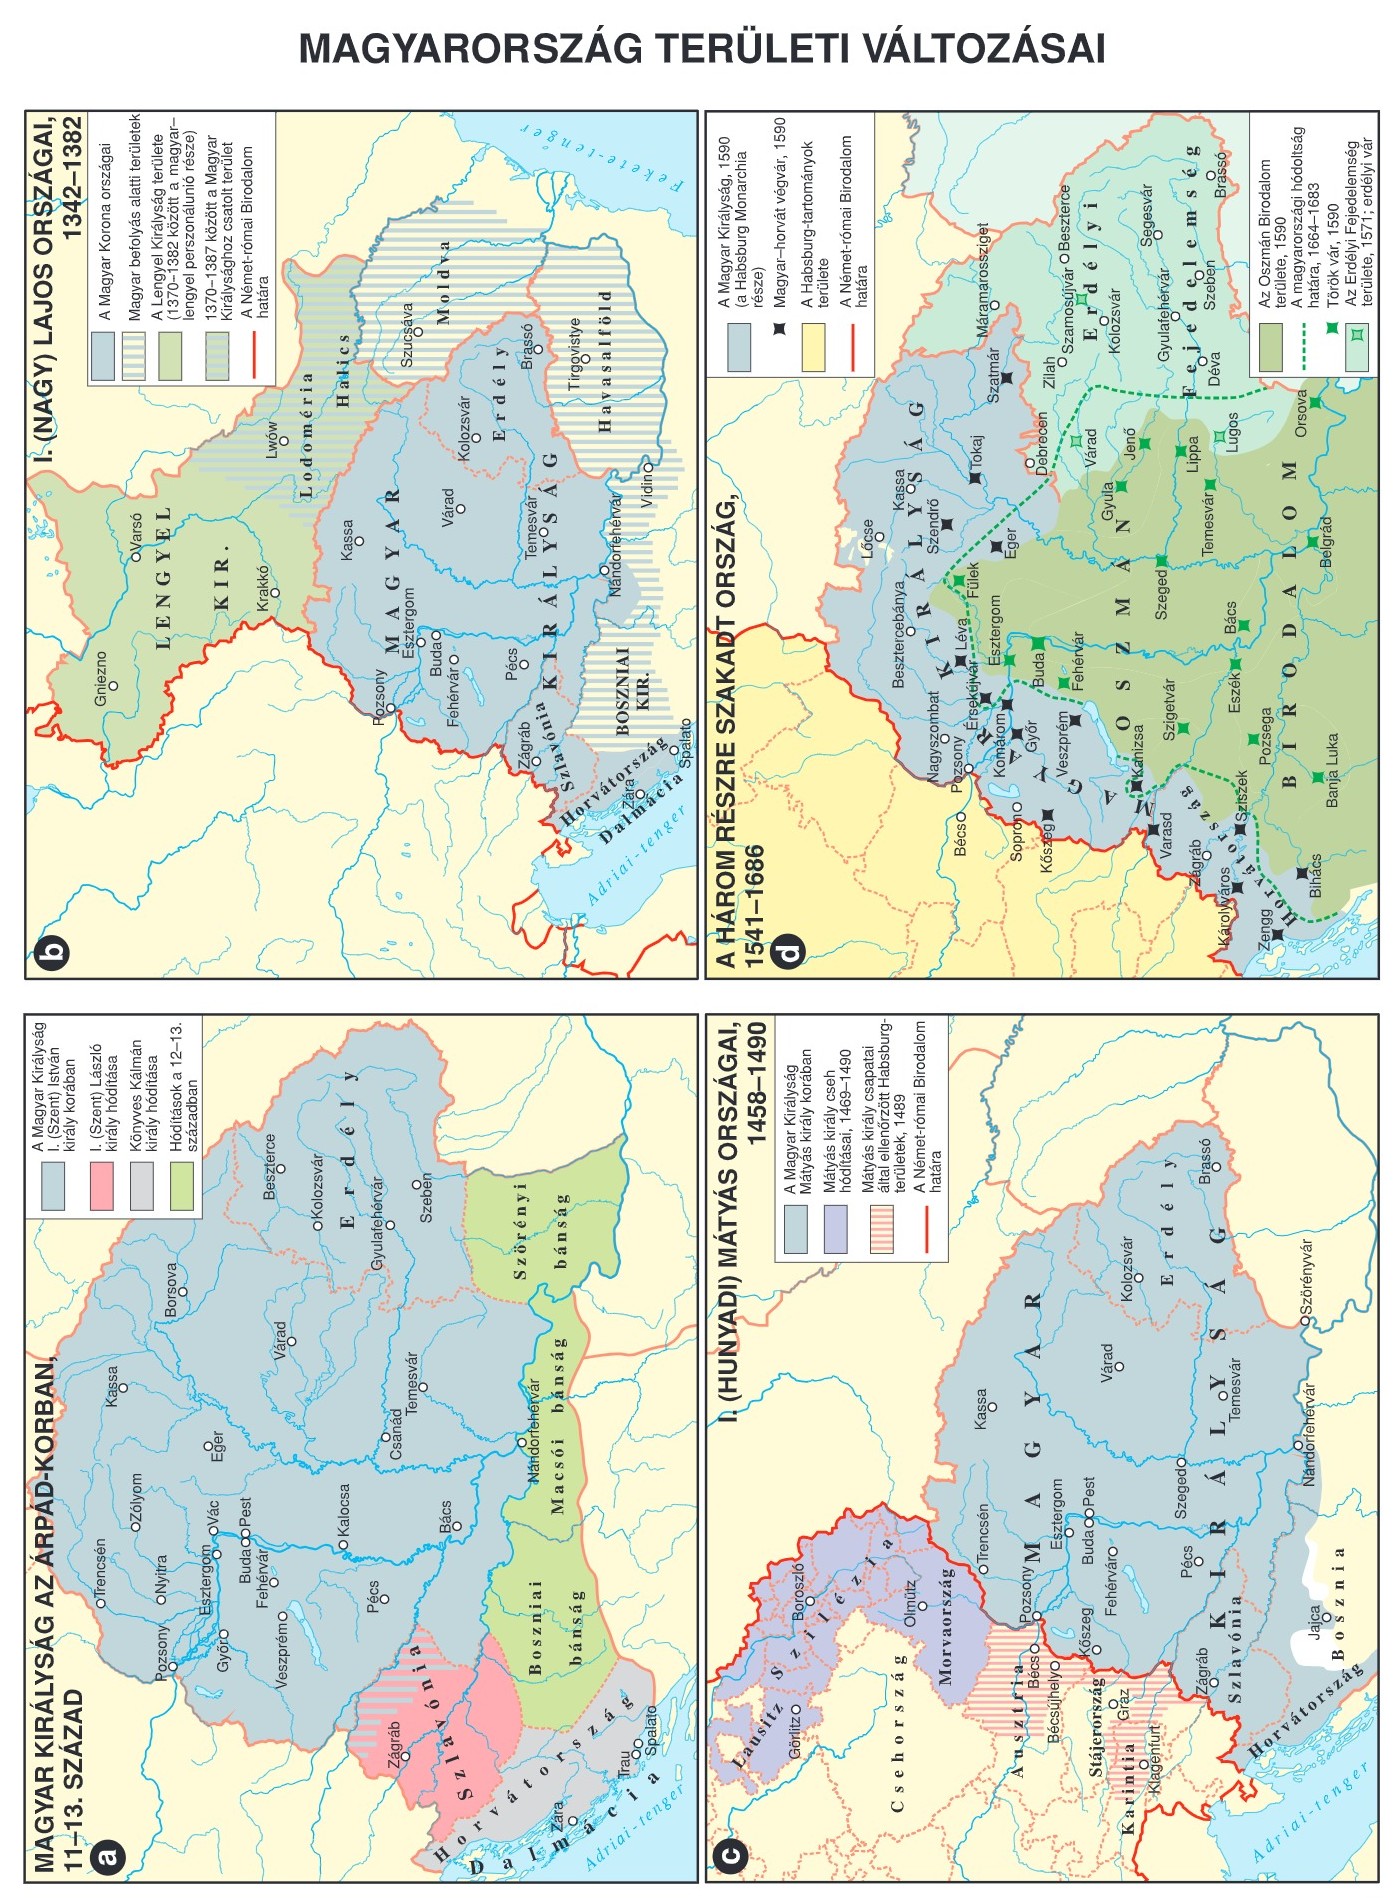 MAGYARORSZÁG TERÜLETI VÁLTOZÁSAI
MAGYAR KIRÁLYSÁG AZ ÁRPÁD-KORBAN,
11–13. SZÁZAD
a
A Magyar Királyság
I. (Szent) István
király korában
I. (Szent) László
király hódítása
Könyves Kálmán
király hódítása
Hódítások a 12–13.
században
Trencsén
Zólyom
Kassa
Borsova
Nyitra
Pozsony
Vác
Eger
Esztergom
Buda
Pest
Győr
Fehérvár
Veszprém
Várad
Beszterce
Kolozsvár
Erdély
Gyulafehérvár
Szeben
Kalocsa
Pécs
Csanád
Temesvár
Bács
Zágráb
Szlavónia
Nándorfehérvár
Szörényi
bánság
Macsói bánság
Boszniai
bánság
Horvátország
Dalmácia
Zára
Trau
Spalato
Adriai-tenger
I. (NAGY) LAJOS ORSZÁGAI,
1342–1382
b
A Magyar Korona országai
Magyar befolyás alatti területek
A Lengyel Királyság területe
(1370–1382 között a magyar–
lengyel perszonálunió része)
1370–1387 között a Magyar
Királysághoz csatolt terület
A Német-római Birodalom
határa
Gniezno
Varsó
LENGYEL
KIR.
Krakkó
Lwów
Lodoméria
Halics
Szucsáva
Moldva
Fekete-tenger
Kassa
MAGYAR
KIRÁLYSÁG
Pozsony
Esztergom
Buda
Fehérvár
Várad
Kolozsvár
Erdély
Brassó
Pécs
Temesvár
Tirgovistye
Havasalföld
Zágráb
Szlavónia
Nándorfehérvár
Vidin
BOSZNIAI
KIR.
Horvátország
Dalmácia
Zára
Spalato
Adriai-tenger
I. (HUNYADI) MÁTYÁS ORSZÁGAI,
1458–1490
c
A Magyar Királyság
Mátyás király korában
Mátyás király cseh
hódításai, 1469–1490
Mátyás király csapatai
által ellenőrzött Habsburg-
területek, 1489
A Német-római Birodalom
határa
Lausitz
Görlitz
Szilézia
Boroszló
Csehország
Olmütz
Morvaország
Trencsén
Kassa
MAGYAR
KIRÁLYSÁG
Ausztria
Bécs
Pozsony
Bécsújhely
Kőszeg
Esztergom
Buda
Pest
Fehérvár
Várad
Kolozsvár
Erdély
Brassó
Stájerország
Graz
Karintia
Klagenfurt
Pécs
Szeged
Temesvár
Zágráb
Szlavónia
Nándorfehérvár
Szörényvár
Jajca
Bosznia
Horvátország
Adriai-tenger
A HÁROM RÉSZRE SZAKADT ORSZÁG,
1541–1686
d
A Magyar Királyság, 1590
(a Habsburg Monarchia
része)
Magyar–horvát végvár, 1590
A Habsburg-tartományok
területe
A Német-római Birodalom
határa
Az Oszmán Birodalom
területe, 1590
A magyarországi hódoltság
határa, 1664–1683
Török vár, 1590
Az Erdélyi Fejedelemség
területe, 1571; erdélyi vár
Lőcse
Kassa
Besztercebánya
Szendrő
Tokaj
Szatmár
Máramarossziget
MAGYAR
KIRÁLYSÁG
Nagyszombat
Pozsony
Bécs
Sopron
Kőszeg
Érsekújvár
Léva
Fülek
Eger
Debrecen
Zilah
Szamosújvár
Beszterce
Kolozsvár
Erdélyi
Fejedelemség
Komárom
Győr
Esztergom
Veszprém
Buda
Fehérvár
Várad
Gyulafehérvár
Segesvár
Brassó
Szeben
Déva
Jenő
Gyula
Lippa
Lugos
Kanizsa
Szigetvár
Szeged
Temesvár
OSZMÁN
BIRODALOM
Varasd
Zágráb
Horvátország
Károlyváros
Sziszek
Zengg
Bihács
Pozsega
Banja Luka
Eszék
Bács
Belgrád
Orsova